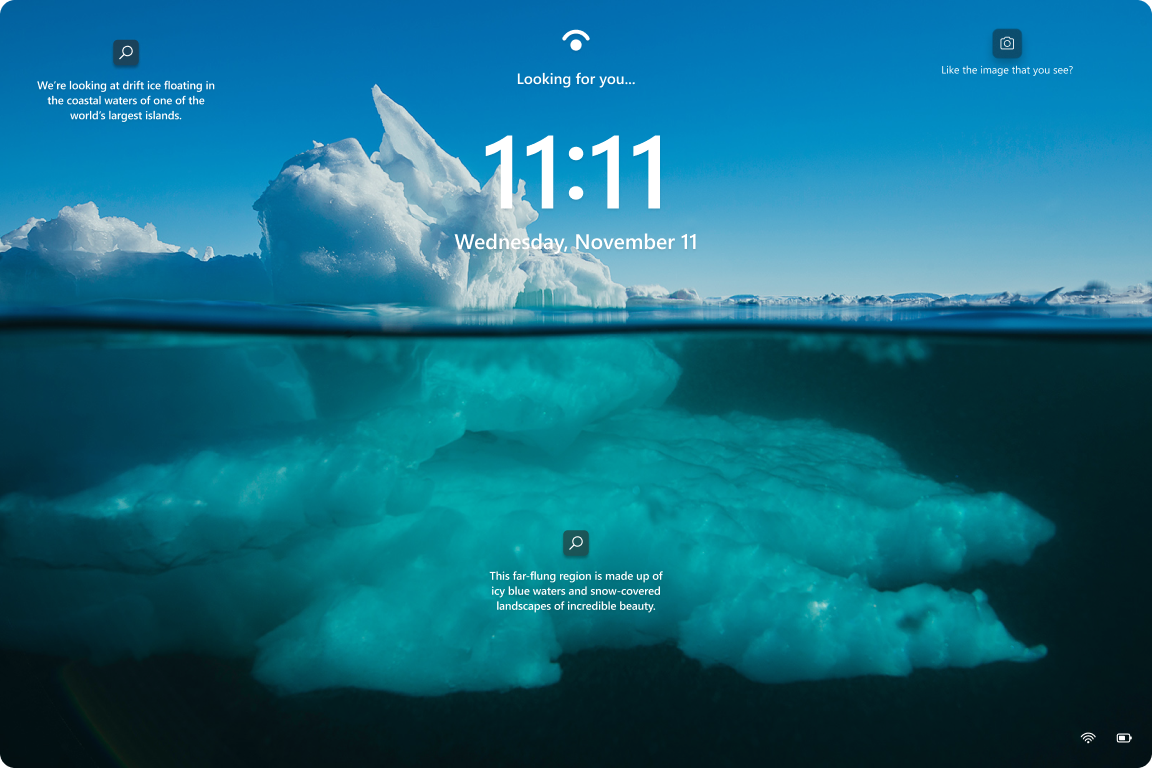 We're looking at drift ice floating in
the coastal waters of one of the
world's largest islands.
Looking for you...
Like the image that you see?
11:11
Wednesday, November 11
This far-flung region is made up of
icy blue waters and snow-covered
landscapes of incredible beauty.